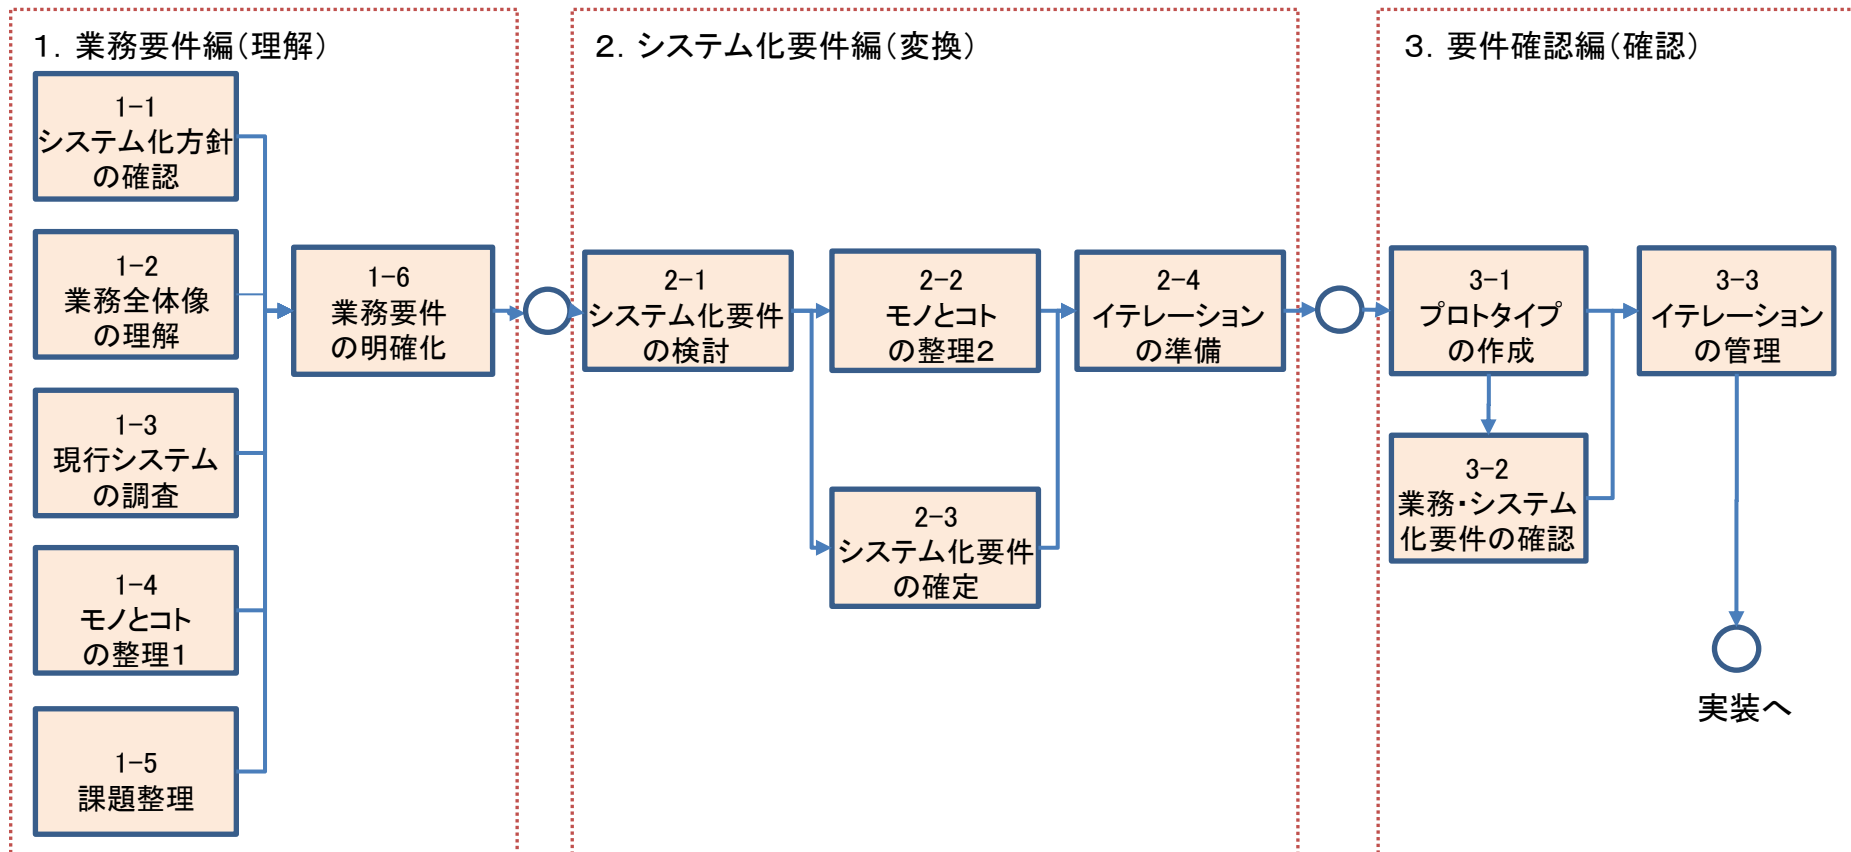 1．業務要件編（理解）
1-1
システム化方針
の確認
1-2
業務全体像
の理解
1-3
現行システム
の調査
1-4
モノとコト
の整理1
1-5
課題整理
1-6
業務要件
の明確化
2．システム化要件編（変換）
2-1
システム化要件
の検討
2-2
モノとコト
の整理2
2-3
システム化要件
の確定
2-4
イテレーション
の準備
3．要件確認編（確認）
3-1
プロトタイプ
の作成
3-2
業務・システム
化要件の確認
3-3
イテレーション
の管理
実装へ